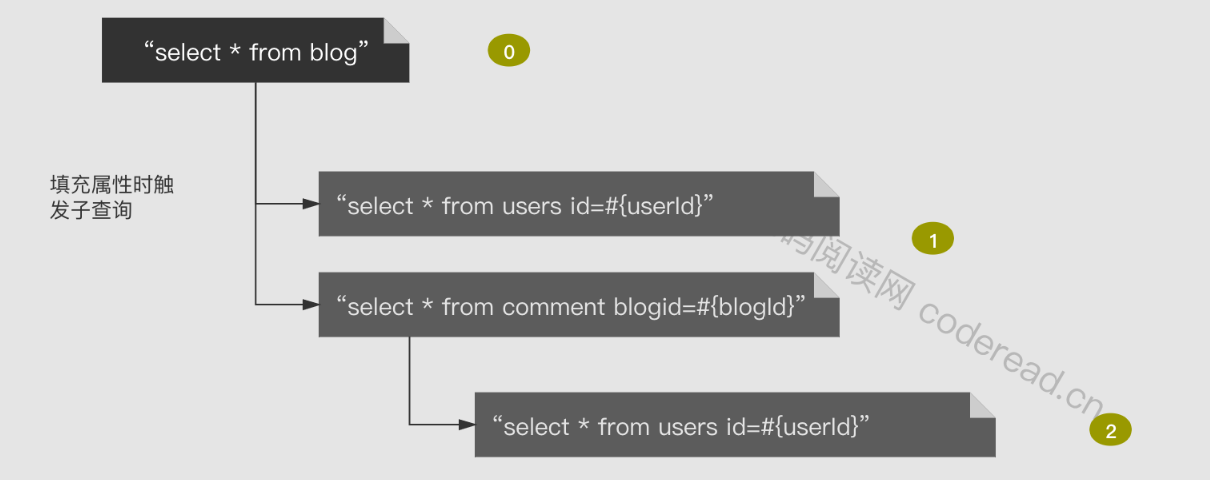 “select * from blog”
0
填充属性时触
发子查询
“select * from users id=#{userId}”
1
“select * from comment blogid=#{blogId}”
码阅读网 coderead.cn
“select * from users id=#{userId}”
2